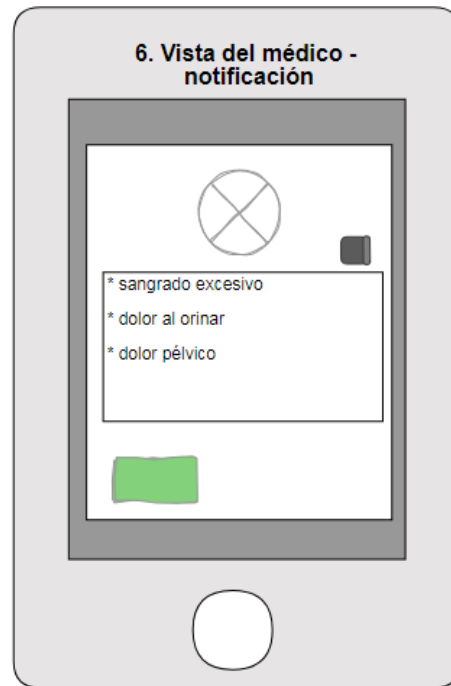 6. Vista del médico -
notificación
* sangrado excesivo
* dolor al orinar
* dolor pélvico